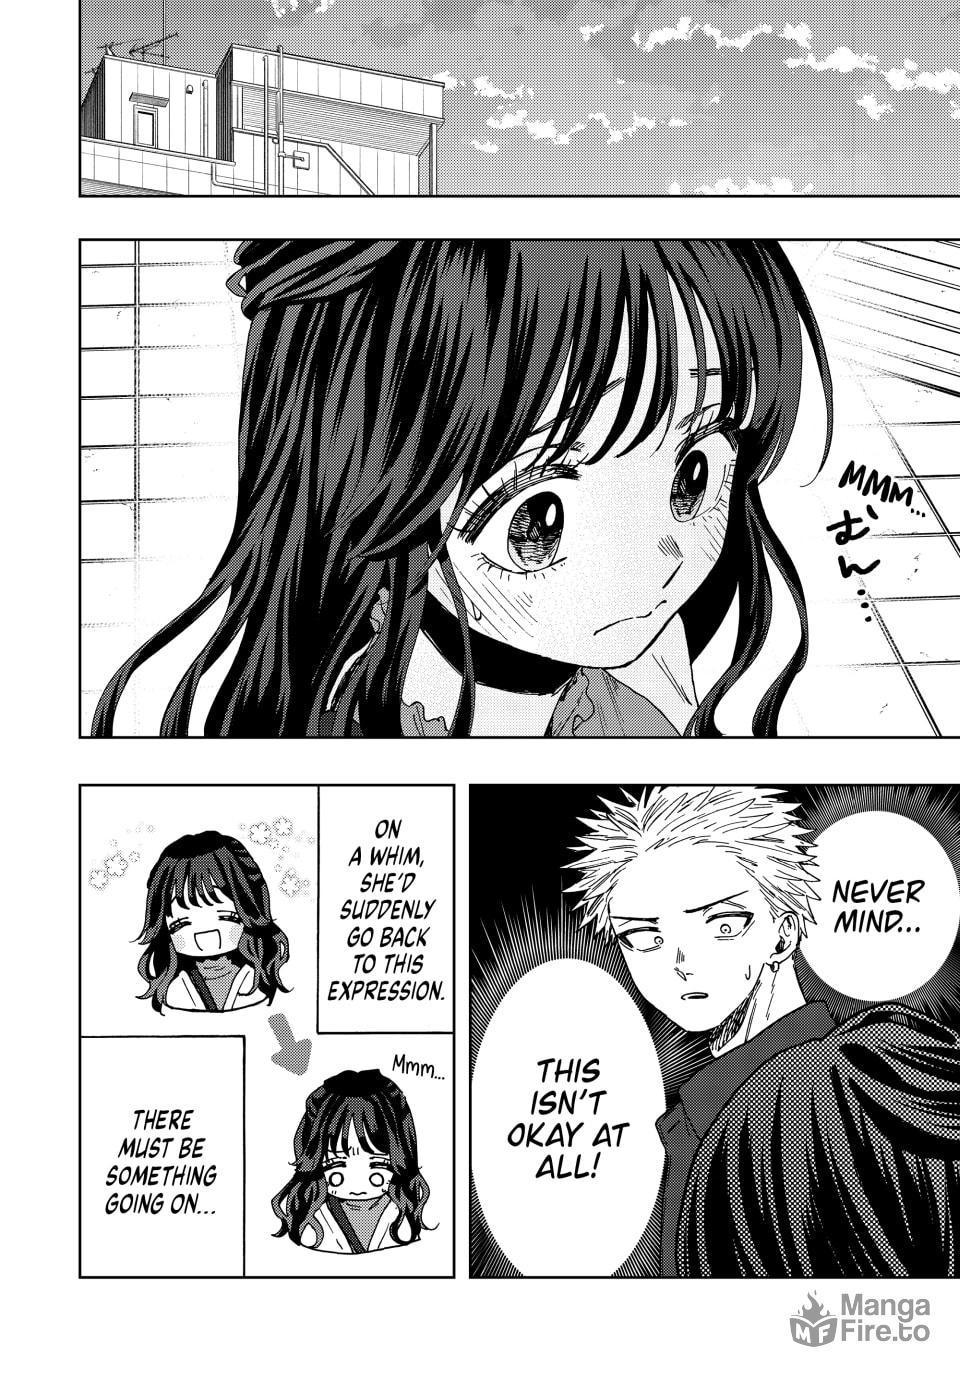 MMM...
むん...
NEVER
MIND...
THIS
ISN'T
OKAY AT
ALL!
ON
A WHIM,
SHE'D
SUDDENLY
GO BACK
TO THIS
EXPRESSION.
Mmm...
THERE
MUST BE
SOMETHING
GOING ON...
MF
Manga
Fire.to